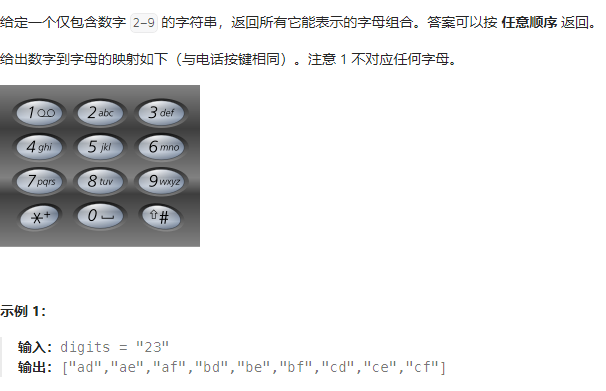 给定一个仅包含数字 2-9 的字符串，返回所有它能表示的字母组合。答案可以按 任意顺序 返回。
给出数字到字母的映射如下（与电话按键相同）。注意 1 不对应任何字母。
1 2 abc 3 def
4 ghi 5 jkl 6 mno
7 pqrs 8 tuv 9 wxyz
*+ 0 ⇧#
示例 1：
输入：digits = "23"
输出：["ad","ae","af","bd","be","bf","cd","ce","cf"]